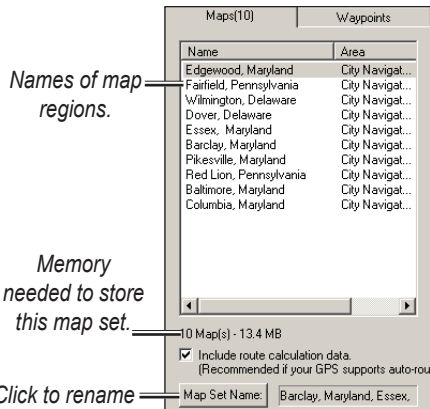 Maps(10) Waypoints
Name Area
Edgewood, Maryland City Navigat...
Fairfield, Pennsylvania City Navigat...
Wilmington, Delaware City Navigat...
Dover, Delaware City Navigat...
Essex, Maryland City Navigat...
Barclay, Maryland City Navigat...
Pikesville, Maryland City Navigat...
Red Lion, Pennsylvania City Navigat...
Baltimore, Maryland City Navigat...
Columbia, Maryland City Navigat...
Names of map
regions.
Memory
needed to store
this map set.
10 Map(s) - 13.4 MB
Include route calculation data.
(Recommended if your GPS supports auto-rou
Click to rename
Map Set Name: Barclay, Maryland, Essex,